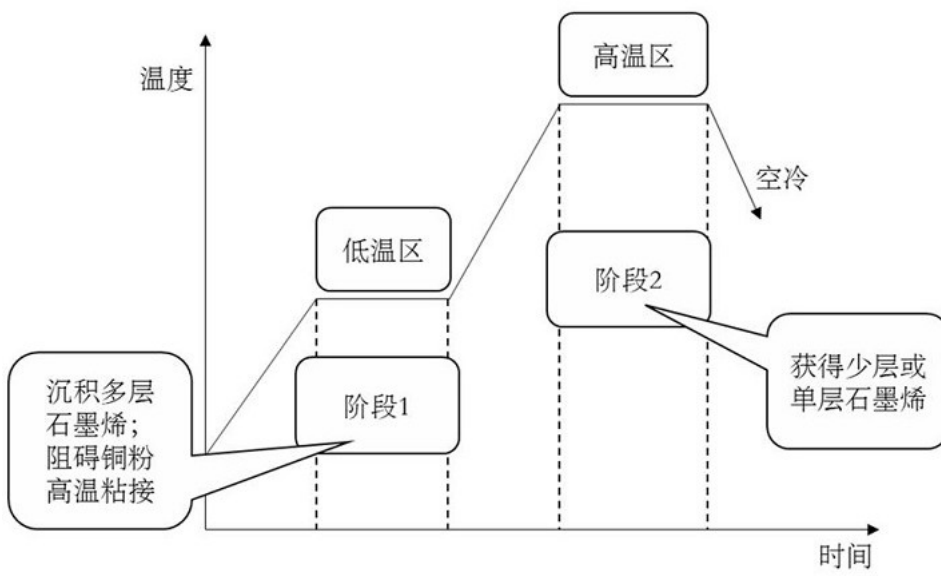 温度
高温区
空冷
低温区
阶段2
阶段1
沉积多层
石墨烯；
阻碍铜粉
高温粘接
获得少层或
单层石墨烯
时间